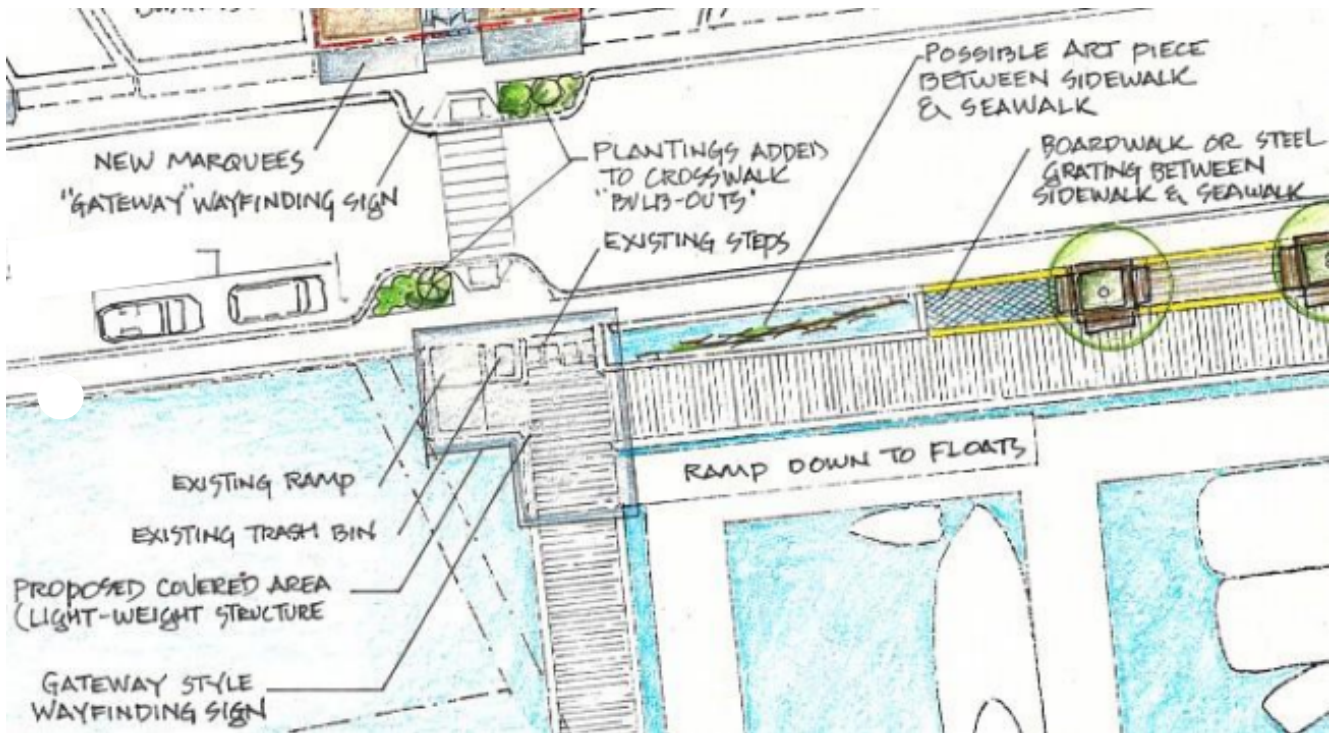 POSSIBLE ART PIECE
BETWEEN SIDEWALK
& SEAWALK
BOARDWALK OR STEEL
GRATING BETWEEN
SIDEWALK & SEAWALK
NEW MARQUEES
"GATEWAY" WAYFINDING SIGN
PLANTINGS ADDED
TO CROSSWALK
"BULB-OUTS"
EXISTING STEPS
RAMP DOWN TO FLOATS
EXISTING RAMP
EXISTING TRASH BIN
PROPOSED COVERED AREA
(LIGHT-WEIGHT STRUCTURE
GATEWAY STYLE
WAYFINDING SIGN